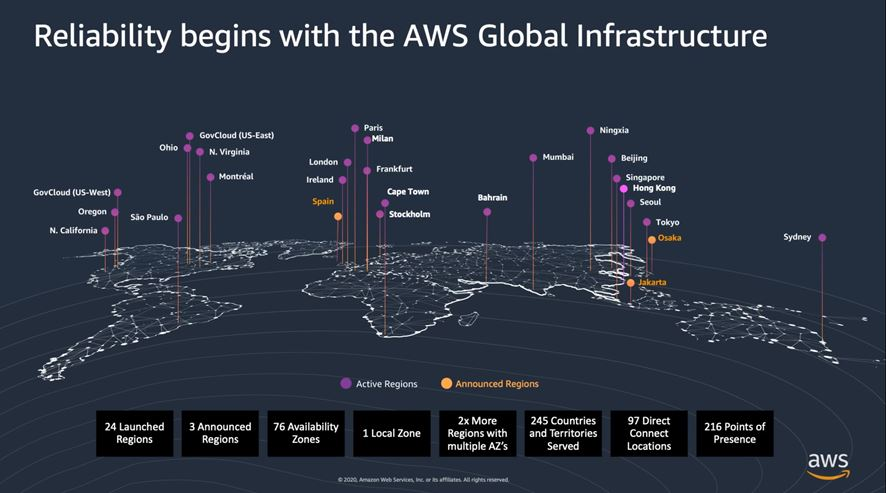 Reliability begins with the AWS Global Infrastructure
Paris
Ningxia
GovCloud (US-East)
Milan
Ohio
N. Virginia
London
Mumbai
Beijing
Montréal
Ireland
Frankfurt
Singapore
GovCloud (US-West)
Cape Town
Hong Kong
Spain
Bahrain
Seoul
Oregon
São Paulo
Stockholm
Tokyo
N. California
Osaka
Sydney
Jakarta
Active Regions
Announced Regions
24 Launched
Regions
3 Announced
Regions
76 Availability
Zones
1 Local Zone
2x More
Regions with
multiple AZ's
245 Countries
and Territories
Served
97 Direct
Connect
Locations
216 Points of
Presence
aws
© 2020, Amazon Web Services, Inc. or its affiliates. All rights reserved.